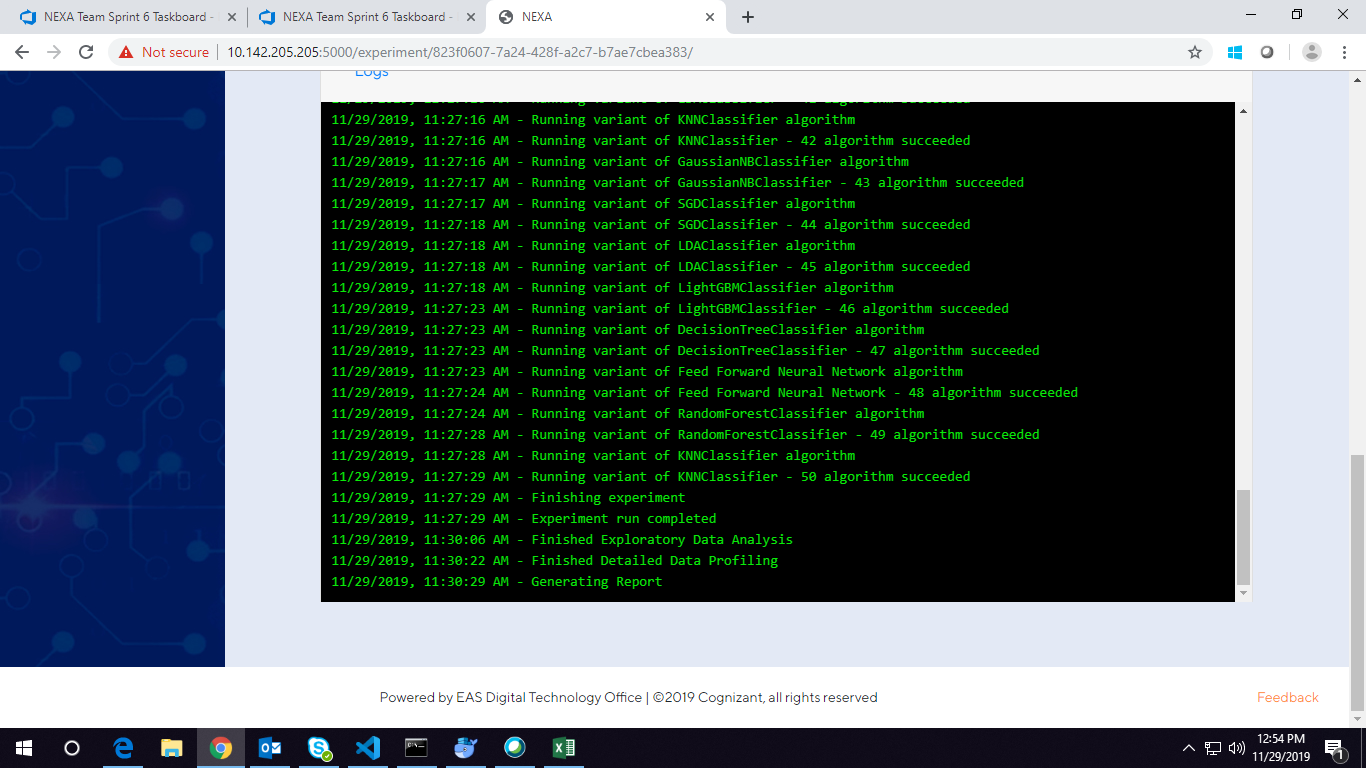 NEXA Team Sprint 6 Taskboard -
NEXA Team Sprint 6 Taskboard -
NEXA
Not secure
10.142.205.205:5000/experiment/823f0607-7a24-428f-a2c7-b7ae7cbea383/
Logs
11/29/2019, 11:27:16 AM - Running variant of KNNClassifier algorithm
11/29/2019, 11:27:16 AM - Running variant of KNNClassifier - 42 algorithm succeeded
11/29/2019, 11:27:16 AM - Running variant of GaussianNBClassifier algorithm
11/29/2019, 11:27:17 AM - Running variant of GaussianNBClassifier - 43 algorithm succeeded
11/29/2019, 11:27:17 AM - Running variant of SGDClassifier algorithm
11/29/2019, 11:27:18 AM - Running variant of SGDClassifier - 44 algorithm succeeded
11/29/2019, 11:27:18 AM - Running variant of LDAClassifier algorithm
11/29/2019, 11:27:18 AM - Running variant of LDAClassifier - 45 algorithm succeeded
11/29/2019, 11:27:18 AM - Running variant of LightGBMClassifier algorithm
11/29/2019, 11:27:23 AM - Running variant of LightGBMClassifier - 46 algorithm succeeded
11/29/2019, 11:27:23 AM - Running variant of DecisionTreeClassifier algorithm
11/29/2019, 11:27:23 AM - Running variant of DecisionTreeClassifier - 47 algorithm succeeded
11/29/2019, 11:27:23 AM - Running variant of Feed Forward Neural Network algorithm
11/29/2019, 11:27:24 AM - Running variant of Feed Forward Neural Network - 48 algorithm succeeded
11/29/2019, 11:27:24 AM - Running variant of RandomForestClassifier algorithm
11/29/2019, 11:27:28 AM - Running variant of RandomForestClassifier - 49 algorithm succeeded
11/29/2019, 11:27:28 AM - Running variant of KNNClassifier algorithm
11/29/2019, 11:27:29 AM - Running variant of KNNClassifier - 50 algorithm succeeded
11/29/2019, 11:27:29 AM - Finishing experiment
11/29/2019, 11:27:29 AM - Experiment run completed
11/29/2019, 11:30:06 AM - Finished Exploratory Data Analysis
11/29/2019, 11:30:22 AM - Finished Detailed Data Profiling
11/29/2019, 11:30:29 AM - Generating Report
Powered by EAS Digital Technology Office | ©2019 Cognizant, all rights reserved
Feedback
12:54 PM
11/29/2019
1